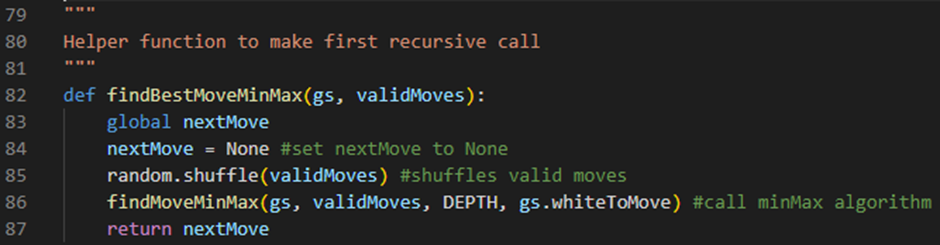 79 """
80 Helper function to make first recursive call
81 """
82 def findBestMoveMinMax(gs, validMoves):
83     global nextMove
84     nextMove = None #set nextMove to None
85     random.shuffle(validMoves) #shuffles valid moves
86     findMoveMinMax(gs, validMoves, DEPTH, gs.whiteToMove) #call minMax algorithm
87     return nextMove